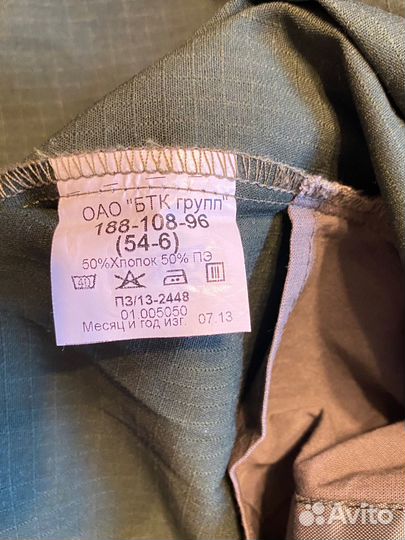 ОАО "БТК групп"
188-108-96
(54-6)
50%Хлопок 50% ПЭ
40
ПЗ/13-2448
01.005050
Месяц и год изг. 07.13
Avito